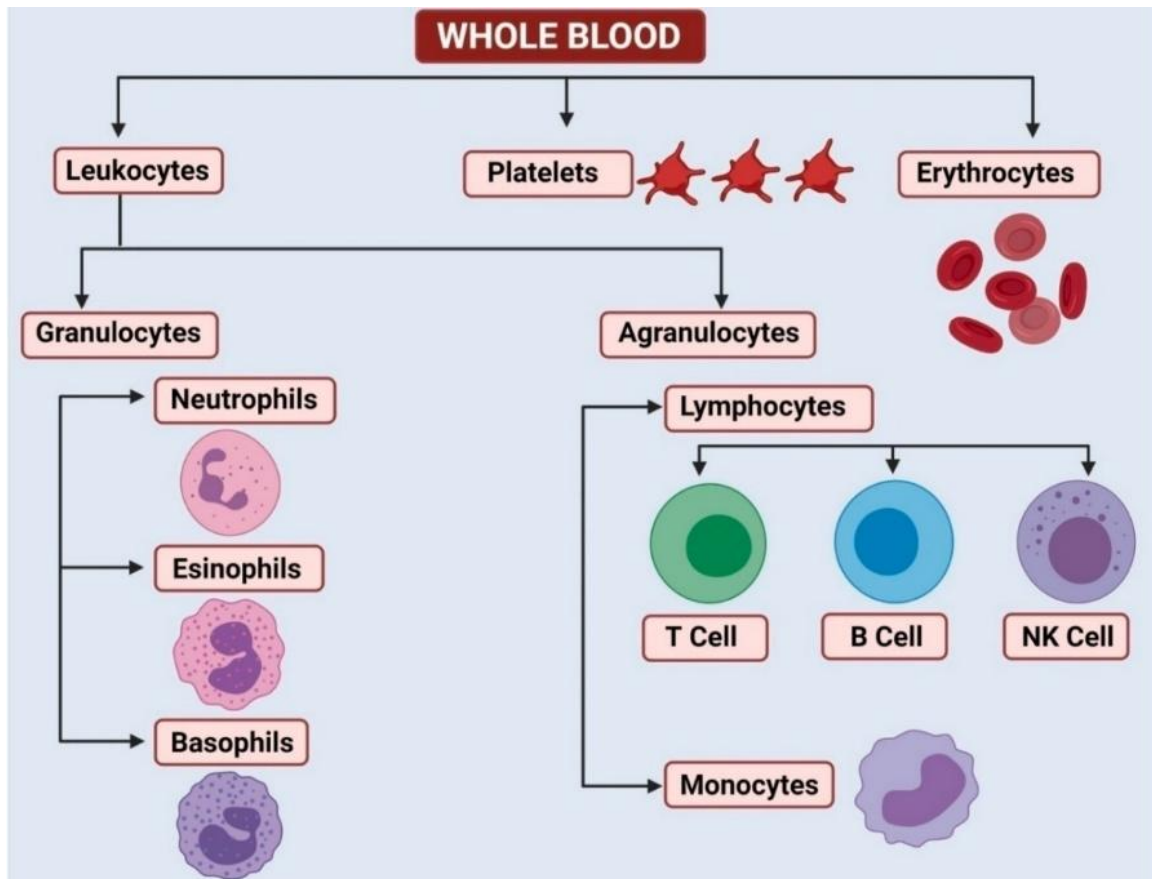 WHOLE BLOOD
Leukocytes
Platelets
Erythrocytes
Granulocytes
Agranulocytes
Neutrophils
Lymphocytes
Esinophils
T Cell
B Cell
NK Cell
Basophils
Monocytes